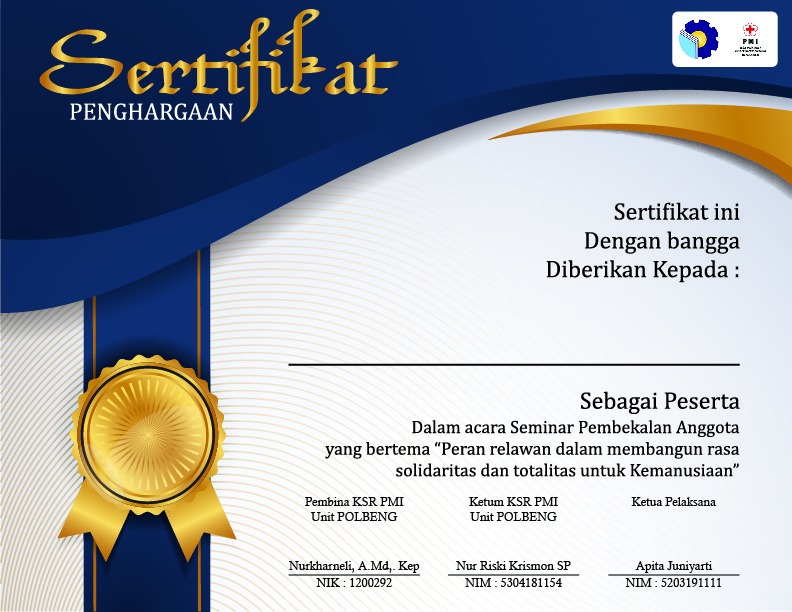 Sertifikat
PENGHARGAAN
PMI
Sertifikat ini
Dengan bangga
Diberikan Kepada :
Sebagai Peserta
Dalam acara Seminar Pembekalan Anggota
yang bertema “Peran relawan dalam membangun rasa
solidaritas dan totalitas untuk Kemanusiaan”
Pembina KSR PMI
Unit POLBENG
Nurkharneli, A.Md,. Kep
NIK : 1200292
Ketum KSR PMI
Unit POLBENG
Nur Riski Krismon SP
NIM : 5304181154
Ketua Pelaksana
Apita Juniyarti
NIM : 5203191111